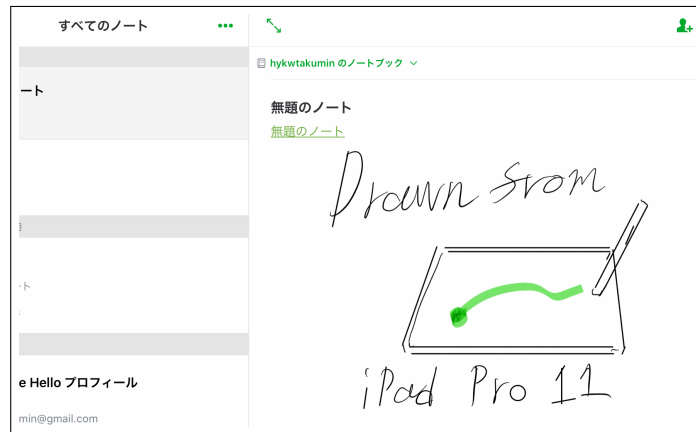 すべてのノート
•••
hykwtakumin のノートブック
ート
無題のノート
無題のノート
Drawn from
ート
e Hello プロフィール
iPad Pro 11
min@gmail.com